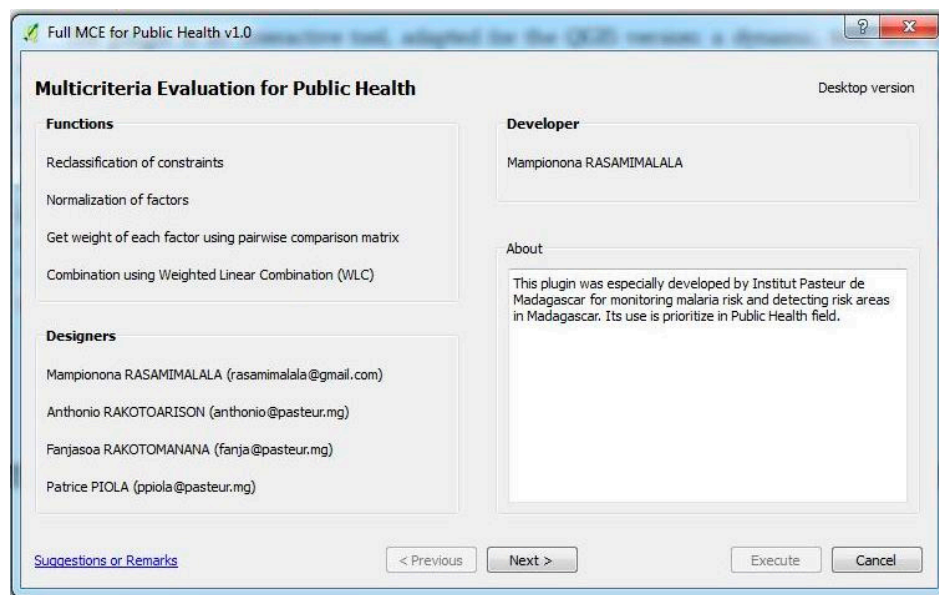 Full MCE for Public Health v1.0
Multicriteria Evaluation for Public Health
Desktop version
Functions
Reclassification of constraints
Normalization of factors
Get weight of each factor using pairwise comparison matrix
Combination using Weighted Linear Combination (WLC)
Designers
Mampionona RASAMIMALALA (rasamimalala@gmail.com)
Anthonio RAKOTOARISON (anthonio@pasteur.mg)
Fanjasoa RAKOTOMANANA (fanja@pasteur.mg)
Patrice PIOLA (ppiola@pasteur.mg)
Developer
Mampionona RASAMIMALALA
About
This plugin was especially developed by Institut Pasteur de
Madagascar for monitoring malaria risk and detecting risk areas
in Madagascar. Its use is prioritize in Public Health field.
Suggestions or Remarks
< Previous
Next >
Execute
Cancel